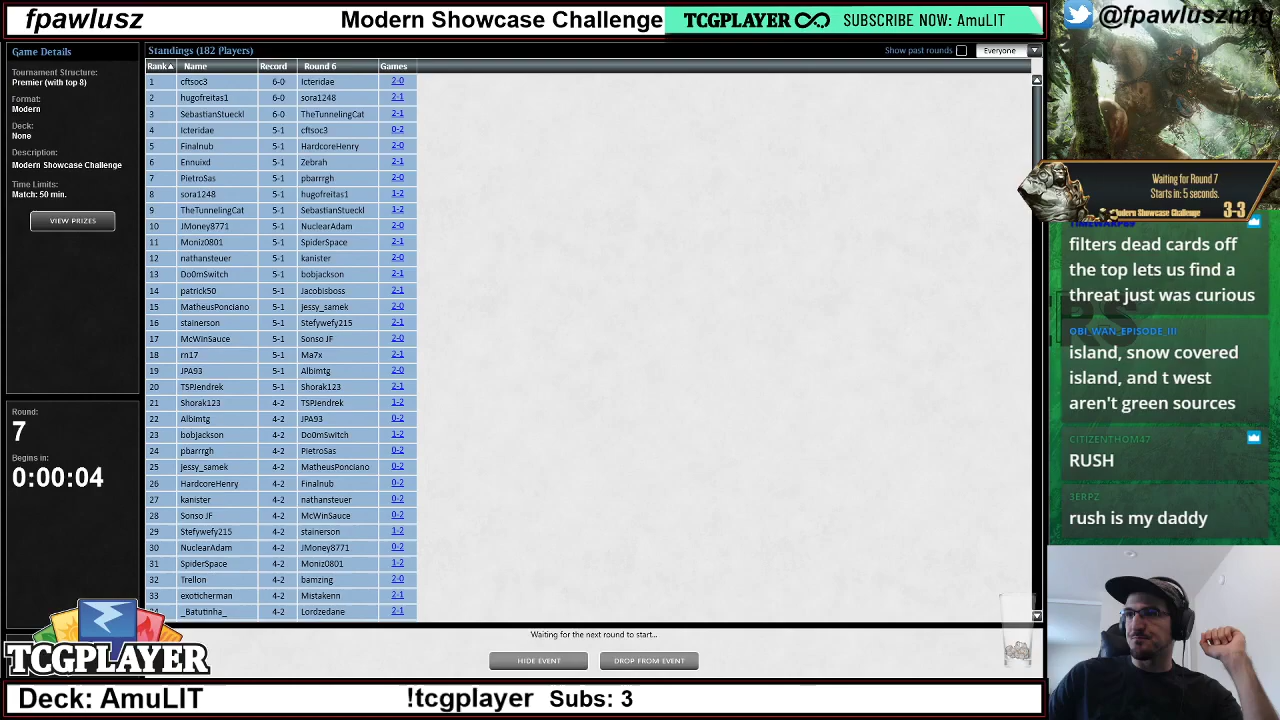 fpawlusz
Modern Showcase Challenge
TCGPLAYER SUBSCRIBE NOW: AmuLIT
@fpawluszmtg
Game Details
Tournament Structure:
Premier (with top 8)
Format:
Modern
Deck:
None
Description:
Modern Showcase Challenge
Time Limits:
Match: 50 min.
VIEW PRIZES
Round:
7
Begins in:
0:00:04
Standings (182 Players)
Show past rounds
Everyone
Rank Name Record Round 6 Games
1 cftsoc3 6-0 Icteridae 2-0
2 hugofreitas1 6-0 sora1248 2-1
3 SebastianStueckl 6-0 TheTunnelingCat 2-1
4 Icteridae 5-1 cftsoc3 0-2
5 Finalnub 5-1 HardcoreHenry 2-0
6 Ennuixd 5-1 Zebrah 2-1
7 PietroSas 5-1 pbarrrgh 2-0
8 sora1248 5-1 hugofreitas1 1-2
9 TheTunnelingCat 5-1 SebastianStueckl 1-2
10 JMoney8771 5-1 NuclearAdam 2-0
11 Moniz0801 5-1 SpiderSpace 2-1
12 nathansteuer 5-1 kanister 2-0
13 Do0mSwitch 5-1 bobjackson 2-1
14 patrick50 5-1 Jacobisboss 2-1
15 MatheusPonciano 5-1 jessy_samek 2-0
16 stainerson 5-1 Stefywefy215 2-1
17 McWinSauce 5-1 Sonso JF 2-0
18 rn17 5-1 Ma7x 2-1
19 JPA93 5-1 Albimtg 2-0
20 TSPJendrek 5-1 Shorak123 2-1
21 Shorak123 4-2 TSPJendrek 1-2
22 Albimtg 4-2 JPA93 0-2
23 bobjackson 4-2 Do0mSwitch 1-2
24 pbarrrgh 4-2 PietroSas 0-2
25 jessy_samek 4-2 MatheusPonciano 0-2
26 HardcoreHenry 4-2 Finalnub 0-2
27 kanister 4-2 nathansteuer 0-2
28 Sonso JF 4-2 McWinSauce 0-2
29 Stefywefy215 4-2 stainerson 1-2
30 NuclearAdam 4-2 JMoney8771 0-2
31 SpiderSpace 4-2 Moniz0801 1-2
32 Trellon 4-2 bamzing 2-0
33 exoticherman 4-2 Mistakenn 2-1
_Batutinha_ 4-2 Lordzedane 2-1
Waiting for the next round to start...
HIDE EVENT
DROP FROM EVENT
Waiting for Round 7
Starts in: 5 seconds.
Modern Showcase Challenge 3-3
filters dead cards off
the top lets us find a
threat just was curious
OBI_WAN_EPISODE_III
island, snow covered
island, and t west
aren't green sources
CITIZENTHOM47
RUSH
3ERPZ
rush is my daddy
TCGPLAYER
Deck: AmuLIT
!tcgplayer Subs: 3